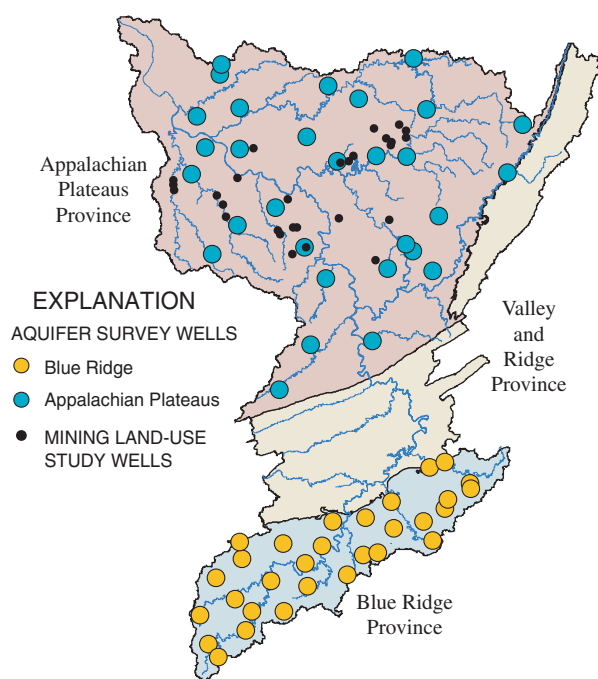 Appalachian
Plateaus
Province
EXPLANATION
AQUIFER SURVEY WELLS
Blue Ridge
Appalachian Plateaus
MINING LAND-USE
STUDY WELLS
Valley
and
Ridge
Province
Blue Ridge
Province